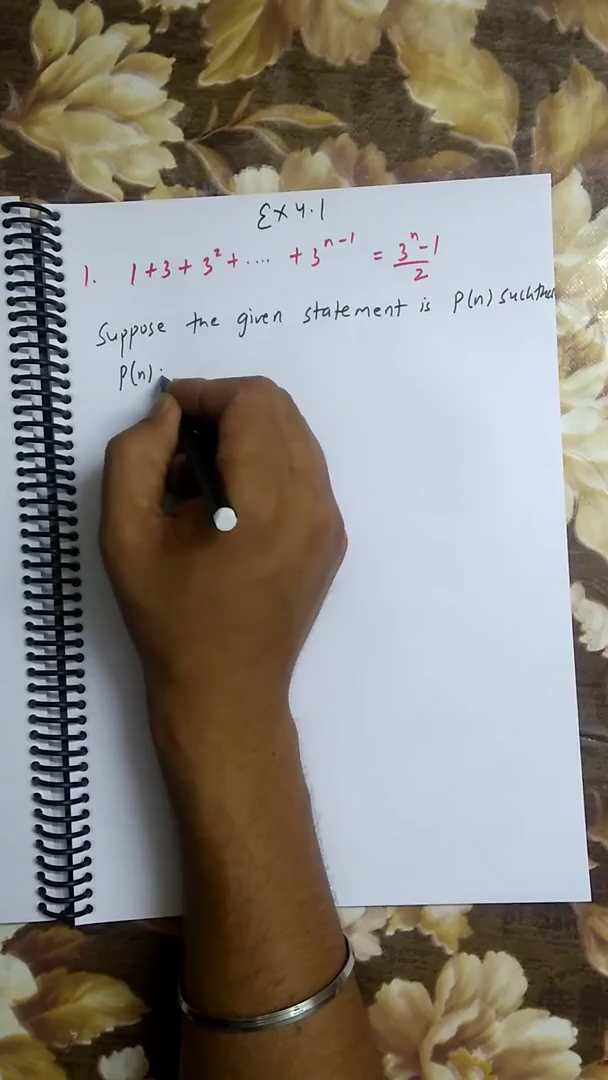 Ex 4.1
1. 1 + 3 + 3² + .... + 3ⁿ⁻¹ = (3ⁿ - 1)/2
Suppose the given statement is P(n) such that
P(n) :